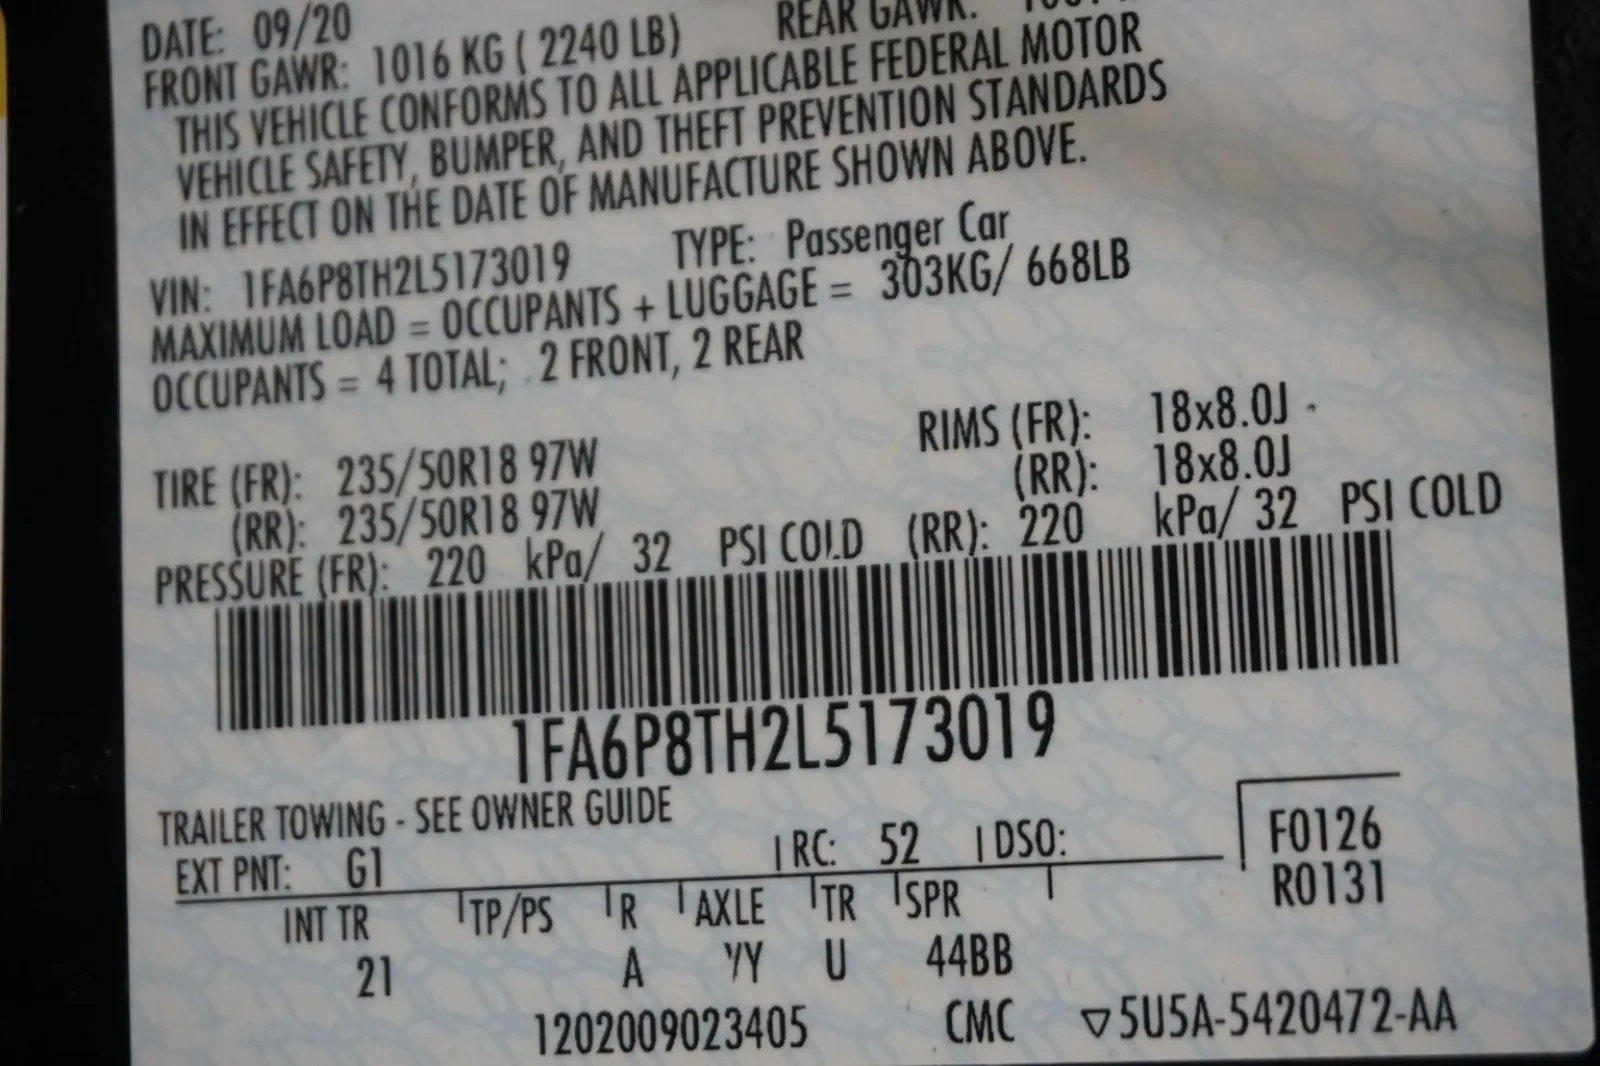 DATE: 09/20 REAR GAWR:
FRONT GAWR: 1016 KG ( 2240 LB)
THIS VEHICLE CONFORMS TO ALL APPLICABLE FEDERAL MOTOR
VEHICLE SAFETY, BUMPER, AND THEFT PREVENTION STANDARDS
IN EFFECT ON THE DATE OF MANUFACTURE SHOWN ABOVE.
VIN: 1FA6P8TH2L5173019 TYPE: Passenger Car
MAXIMUM LOAD = OCCUPANTS + LUGGAGE = 303KG/ 668LB
OCCUPANTS = 4 TOTAL; 2 FRONT, 2 REAR
TIRE (FR): 235/50R18 97W RIMS (FR): 18x8.0J
(RR): 235/50R18 97W (RR): 18x8.0J
PRESSURE (FR): 220 kPa/ 32 PSI COLD (RR): 220 kPa/ 32 PSI COLD
1FA6P8TH2L5173019
TRAILER TOWING - SEE OWNER GUIDE
EXT PNT: G1 RC: 52 DSO: F0126
R0131
INT TR TP/PS R AXLE TR SPR
21 A YY U 44BB
1202009023405 CMC ▽5U5A-5420472-AA